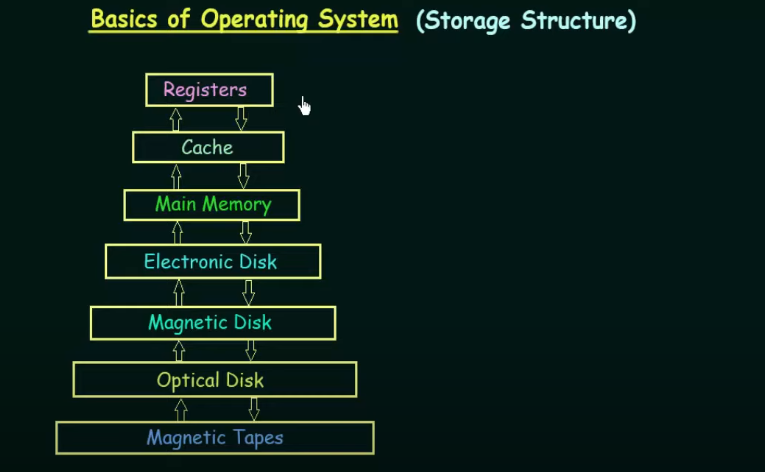 Basics of Operating System (Storage Structure)
Registers
Cache
Main Memory
Electronic Disk
Magnetic Disk
Optical Disk
Magnetic Tapes